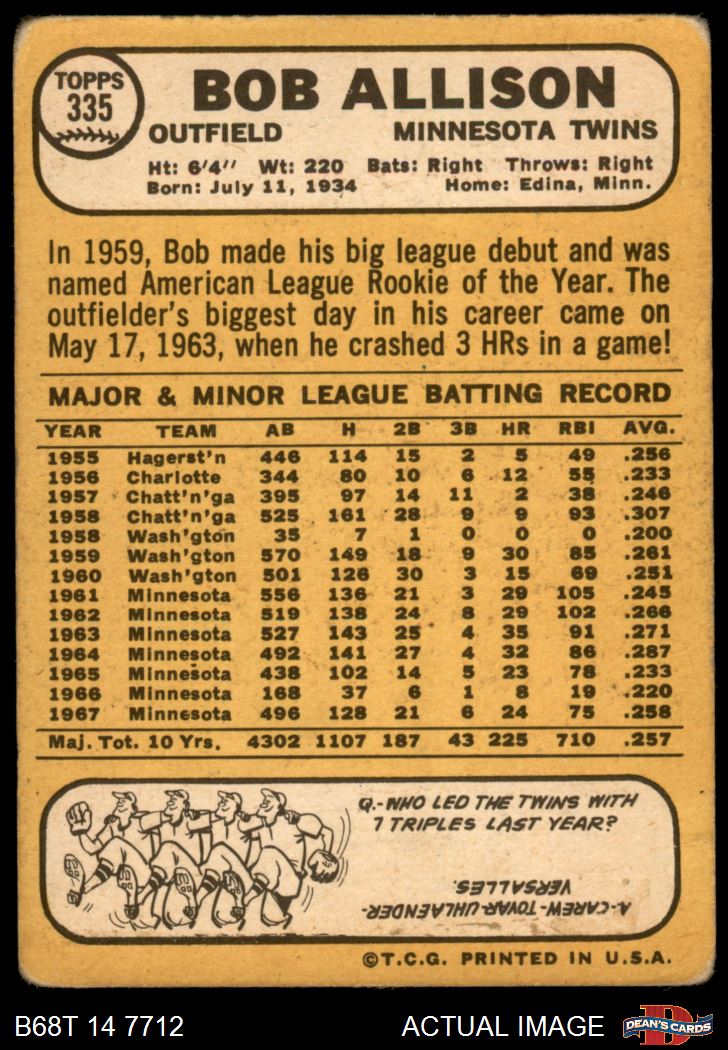 TOPPS
335
BOB ALLISON
OUTFIELD MINNESOTA TWINS
Ht: 6'4'' Wt: 220 Bats: Right Throws: Right
Born: July 11, 1934 Home: Edina, Minn.
In 1959, Bob made his big league debut and was
named American League Rookie of the Year. The
outfielder's biggest day in his career came on
May 17, 1963, when he crashed 3 HRs in a game!
MAJOR & MINOR LEAGUE BATTING RECORD
YEAR TEAM AB H 2B 3B HR RBI AVG.
1955 Hagerst'n 446 114 15 2 5 49 .256
1956 Charlotte 344 80 10 6 12 55 .233
1957 Chatt'n'ga 395 97 14 11 2 38 .246
1958 Chatt'n'ga 525 161 28 9 9 93 .307
1958 Wash'gton 35 7 1 0 0 0 .200
1959 Wash'gton 570 149 18 9 30 85 .261
1960 Wash'gton 501 126 30 3 15 69 .251
1961 Minnesota 556 136 21 3 29 105 .245
1962 Minnesota 519 138 24 8 29 102 .266
1963 Minnesota 527 143 25 4 35 91 .271
1964 Minnesota 492 141 27 4 32 86 .287
1965 Minnesota 438 102 14 5 23 78 .233
1966 Minnesota 168 37 6 1 8 19 .220
1967 Minnesota 496 128 21 6 24 75 .258
Maj. Tot. 10 Yrs. 4302 1107 187 43 225 710 .257
Q.-WHO LED THE TWINS WITH
7 TRIPLES LAST YEAR?
A-CAREW-TOVAR-UHLAENDER-
VERSALLES.
©T.C.G. PRINTED IN U.S.A.
B68T 14 7712 ACTUAL IMAGE
D
DEAN'S CARDS